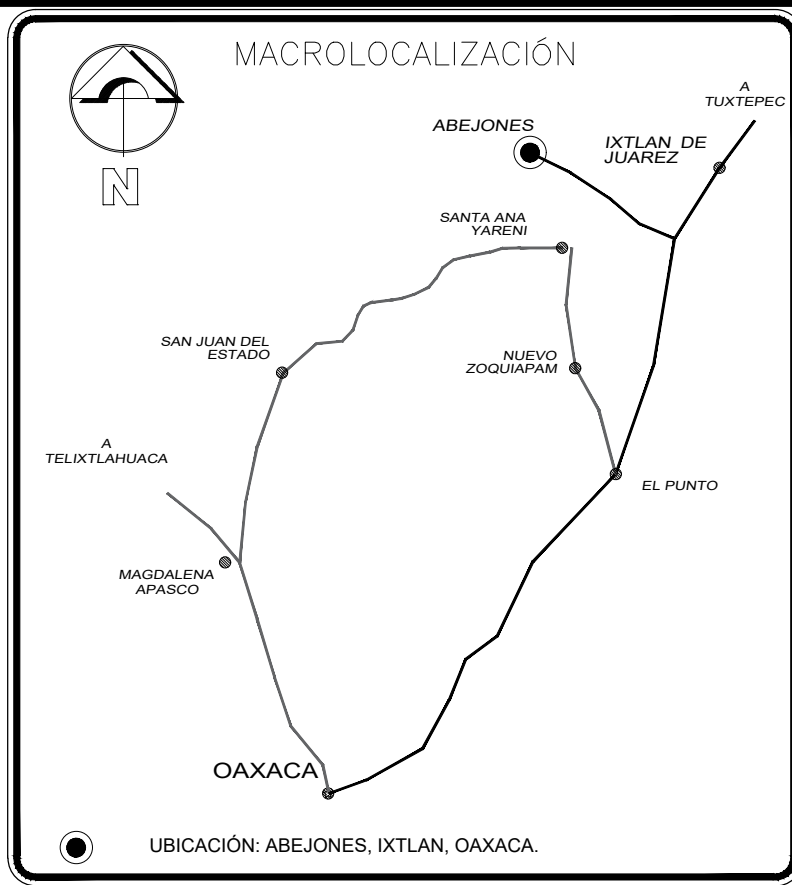 MACROLOCALIZACIÓN
A
TUXTEPEC
ABEJONES
IXTLAN DE
JUAREZ
N
SANTA ANA
YARENI
SAN JUAN DEL
ESTADO
NUEVO
ZOQUIAPAM
A
TELIXTLAHUACA
EL PUNTO
MAGDALENA
APASCO
OAXACA
UBICACIÓN: ABEJONES, IXTLAN, OAXACA.